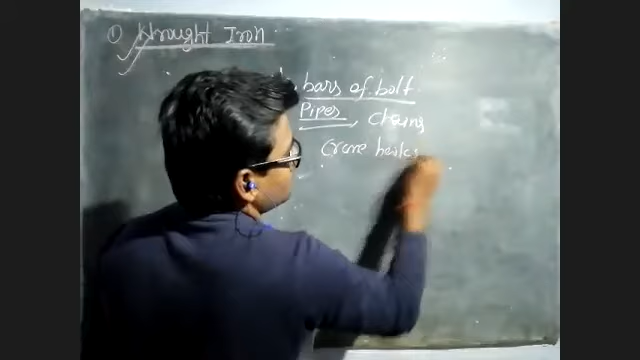 ① Wrought Iron
bars of bolt
Pipes, chains
Crane hooks